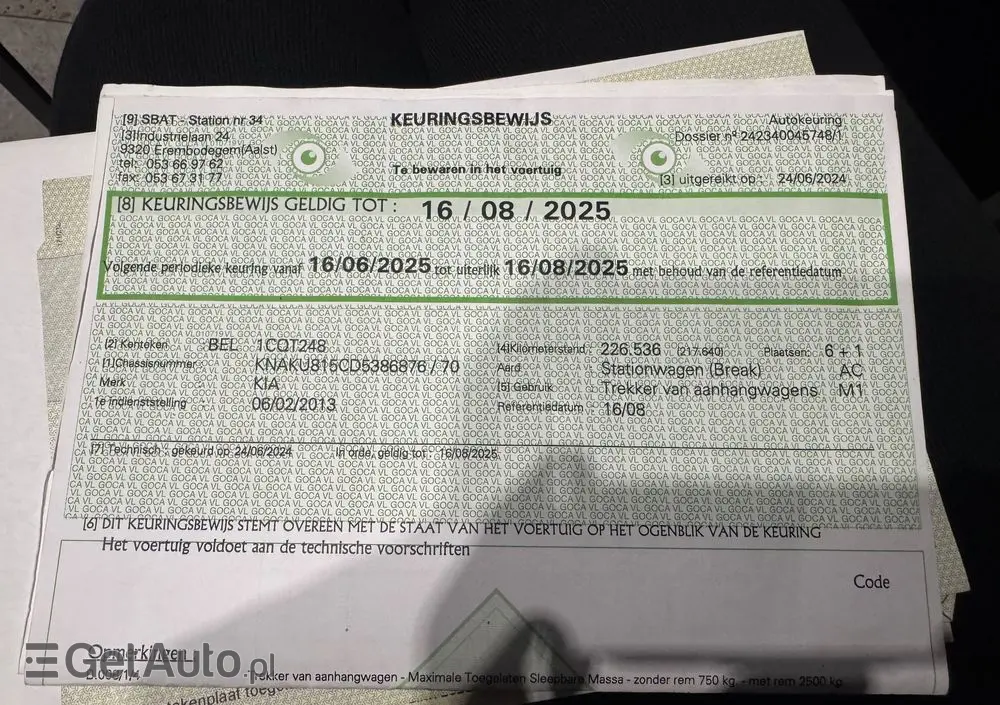 [9] SBAT - Station nr 34
KEURINGSBEWIJS
Autokeuring
[3]Industrielaan 24
Dossier nº 242340045748/1
9320 Erembodegem(Aalst)
tel: 053 66 97 62
Te bewaren in het voertuig
fax: 053 67 31 77
[3] uitgereikt op : 24/06/2024
[8] KEURINGSBEWIJS GELDIG TOT : 16 / 08 / 2025
Volgende periodieke keuring vanaf 16/06/2025 tot uiterlijk 16/08/2025 met behoud van de referentiedatum
[2] Kenteken : BEL 1CQT248
[4]Kilometerstand : 226.536 (217.640) Plaatsen: 6 + 1
[1]Chassisnummer : KNAKU815CD5386876 / 70
Aard : Stationwagen (Break) AC
Merk : KIA
[5] Gebruik : Trekker van aanhangwagens M1
1e indienststelling : 06/02/2013
Referentiedatum : 16/08
[7] Technisch : gekeurd op 24/06/2024 In orde, geldig tot : 16/08/2025
[6] DIT KEURINGSBEWIJS STEMT OVEREEN MET DE STAAT VAN HET VOERTUIG OP HET OGENBLIK VAN DE KEURING
Het voertuig voldoet aan de technische voorschriften
Code
Opmerkingen
GetAuto.pl
Trekker van aanhangwagen - Maximale Toegelaten Sleepbare Massa - zonder rem 750 kg. - met rem 2500 kg.